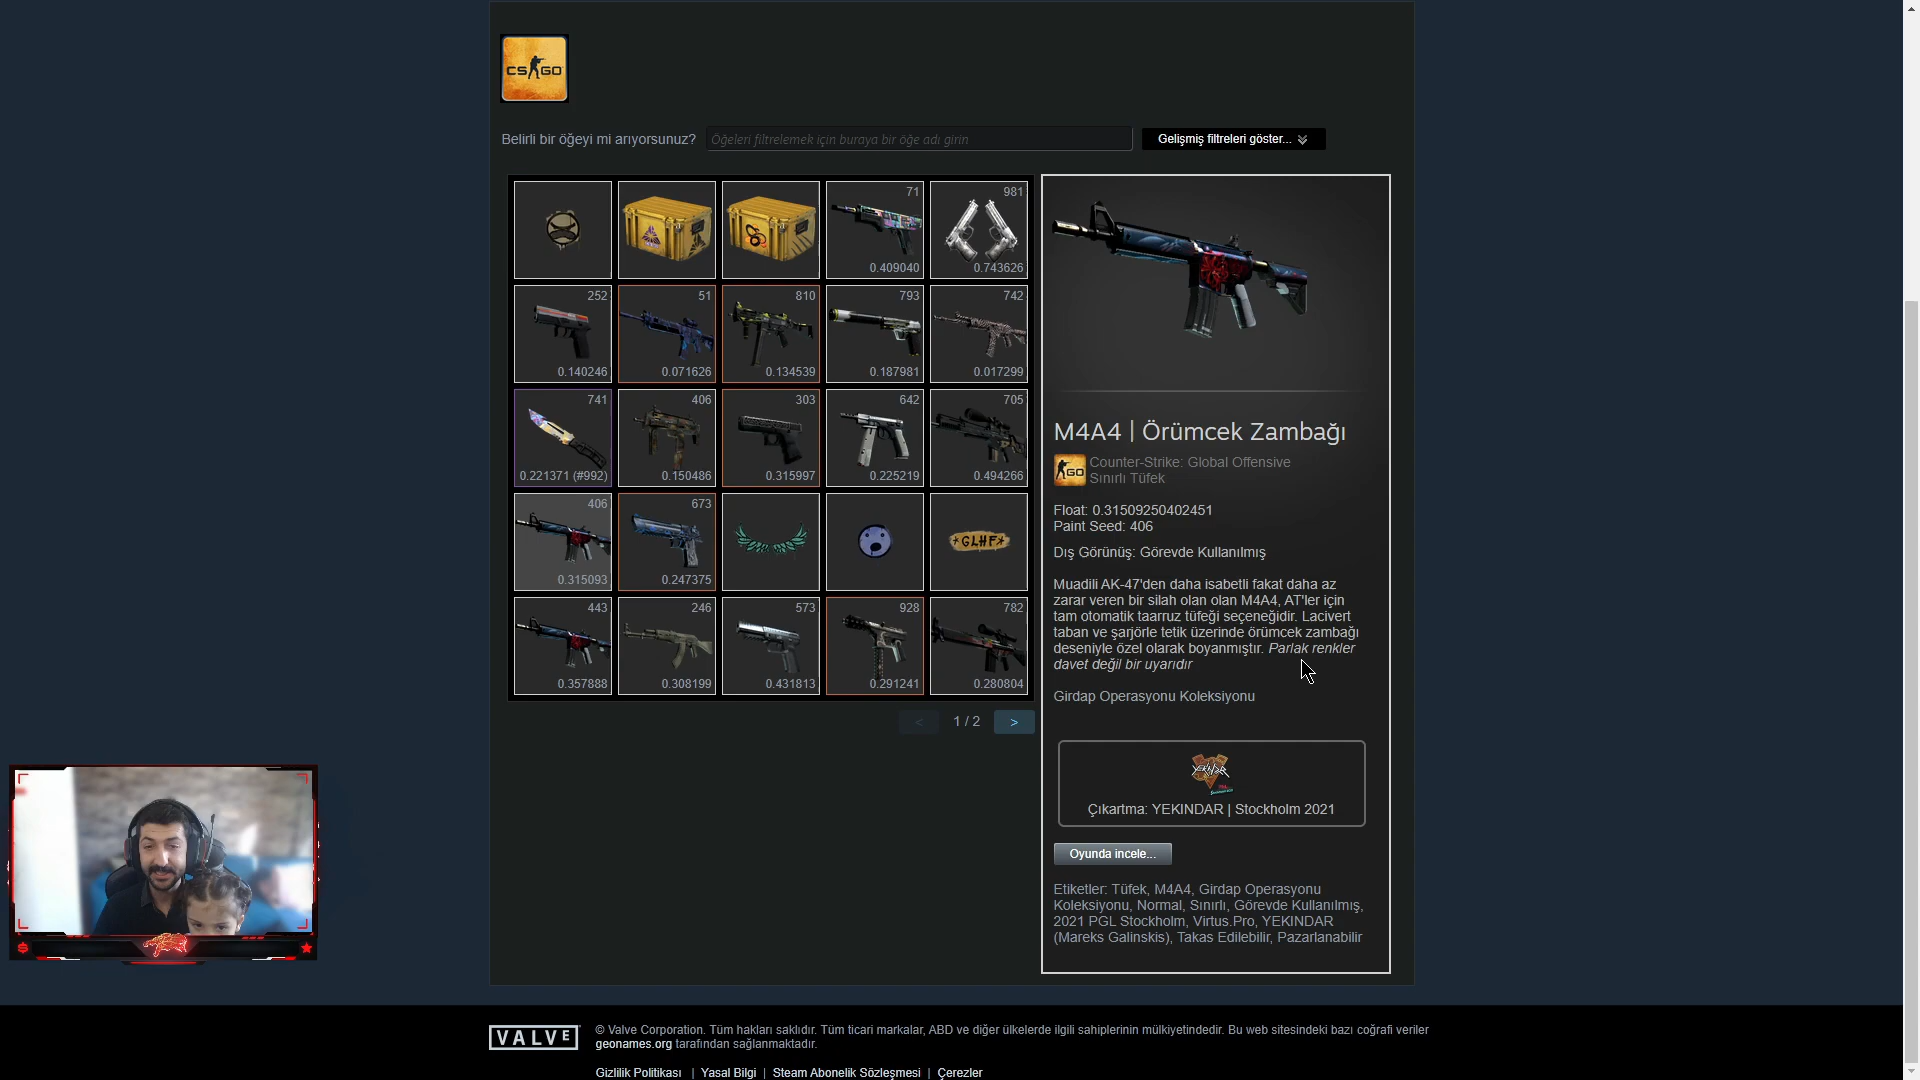 CS GO
Belirli bir öğeyi mi arıyorsunuz?
Öğeleri filtrelemek için buraya bir öğe adı girin
Gelişmiş filtreleri göster...
71
0.409040
981
0.743626
252
0.140246
51
0.071626
810
0.134539
793
0.187981
742
0.017299
741
0.221371 (#992)
406
0.150486
303
0.315997
642
0.225219
705
0.494266
406
0.315093
673
0.247375
GLHF
443
0.357888
246
0.308199
573
0.431813
928
0.291241
782
0.280804
< 1 / 2 >
M4A4 | Örümcek Zambağı
GO
Counter-Strike: Global Offensive
Sınırlı Tüfek
Float: 0.31509250402451
Paint Seed: 406
Dış Görünüş: Görevde Kullanılmış
Muadili AK-47'den daha isabetli fakat daha az
zarar veren bir silah olan olan M4A4, AT'ler için
tam otomatik taarruz tüfeği seçeneğidir. Lacivert
taban ve şarjörle tetik üzerinde örümcek zambağı
deseniyle özel olarak boyanmıştır. Parlak renkler
davet değil bir uyarıdır
Girdap Operasyonu Koleksiyonu
YEKINDAR
Çıkartma: YEKINDAR | Stockholm 2021
Oyunda incele...
Etiketler: Tüfek, M4A4, Girdap Operasyonu
Koleksiyonu, Normal, Sınırlı, Görevde Kullanılmış,
2021 PGL Stockholm, Virtus.Pro, YEKINDAR
(Mareks Galinskis), Takas Edilebilir, Pazarlanabilir
VALVE
© Valve Corporation. Tüm hakları saklıdır. Tüm ticari markalar, ABD ve diğer ülkelerde ilgili sahiplerinin mülkiyetindedir. Bu web sitesindeki bazı coğrafi veriler
geonames.org tarafından sağlanmaktadır.
Gizlilik Politikası | Yasal Bilgi | Steam Abonelik Sözleşmesi | Çerezler